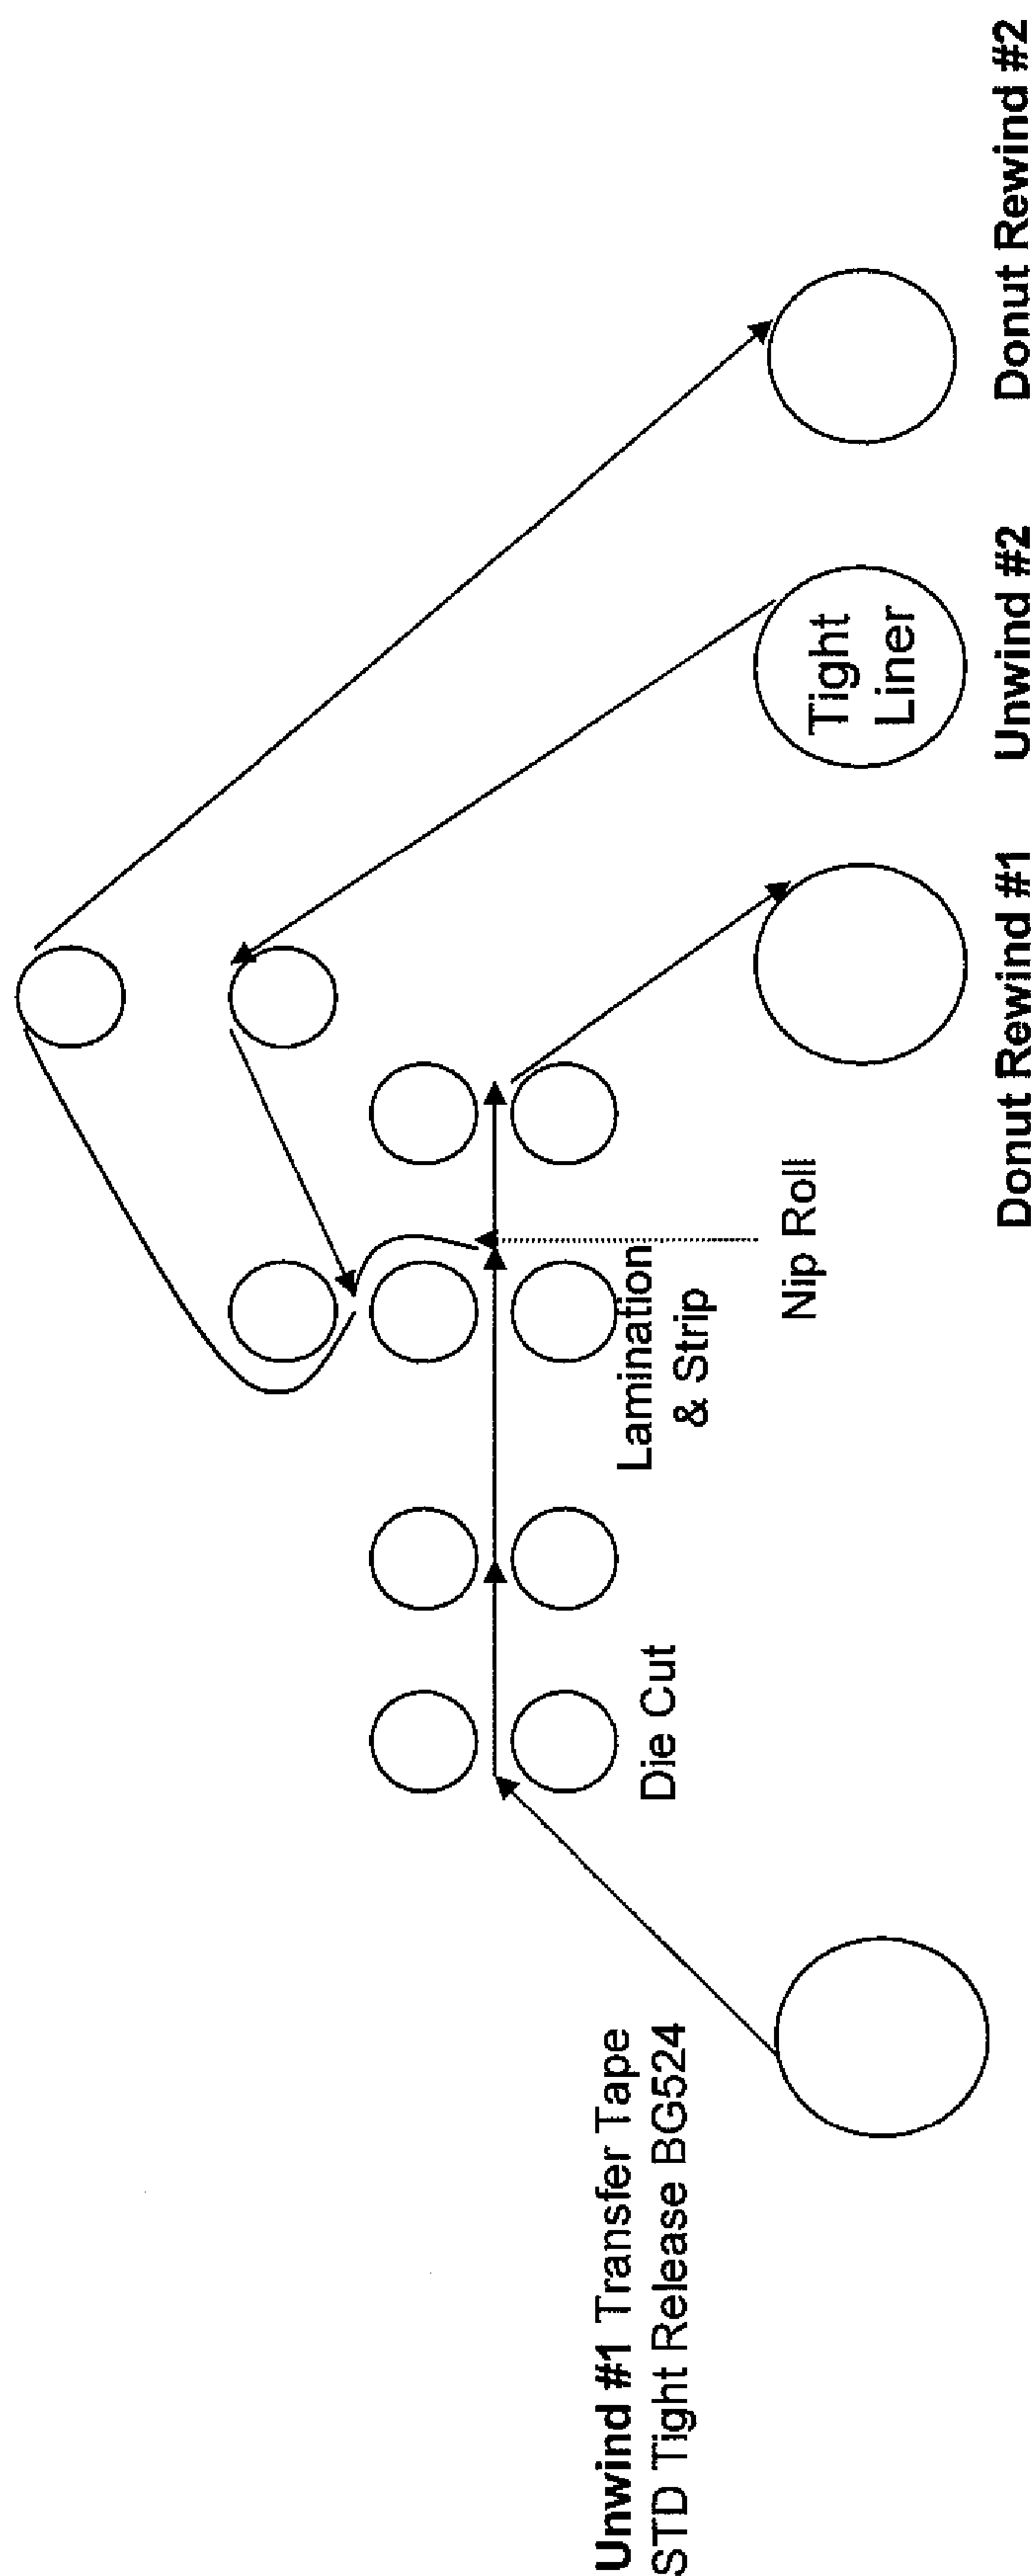 Unwind #1 Transfer Tape
STD Tight Release BG524
Die Cut
Lamination
& Strip
Nip Roll
Donut Rewind #1
Tight
Liner
Unwind #2
Donut Rewind #2